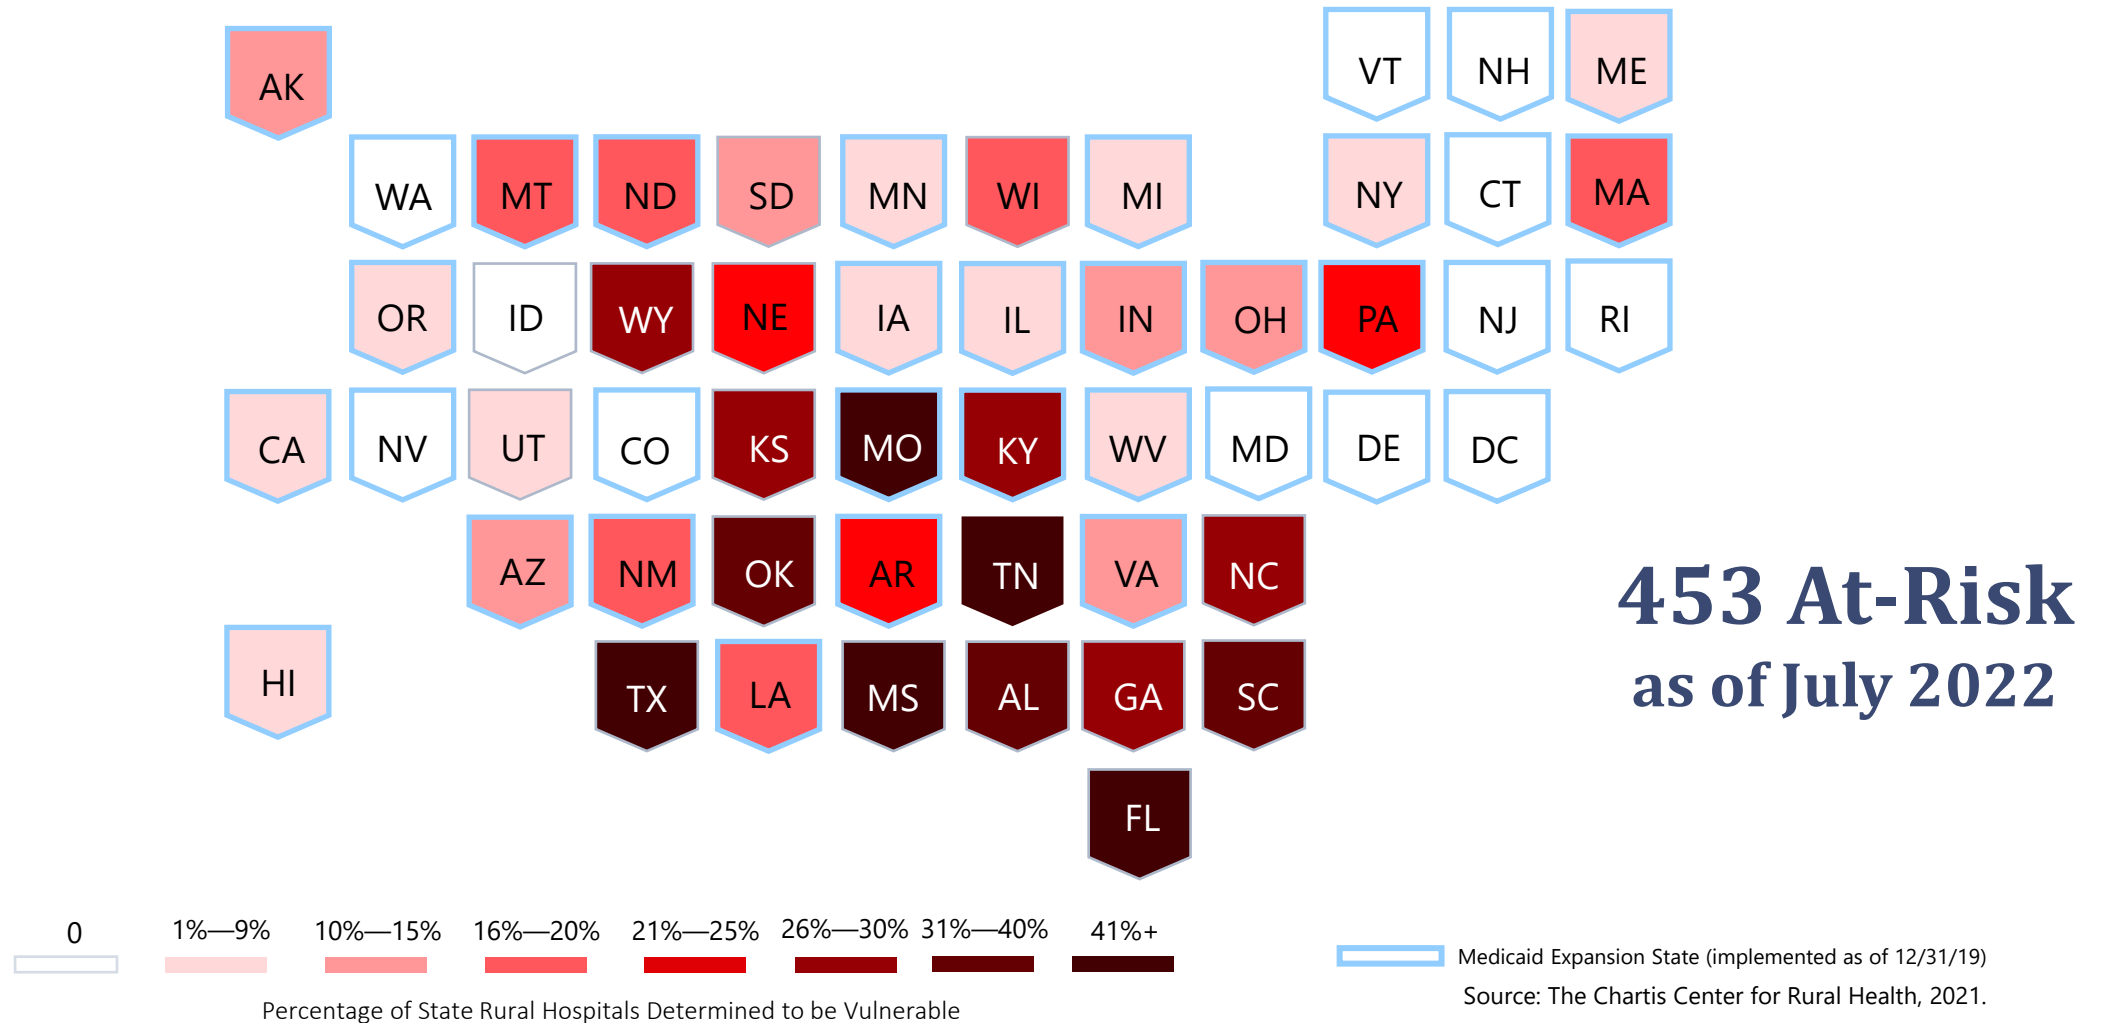 AK
VT
NH
ME
WA
MT
ND
SD
MN
WI
MI
NY
CT
MA
OR
ID
WY
NE
IA
IL
IN
OH
PA
NJ
RI
CA
NV
UT
CO
KS
MO
KY
WV
MD
DE
DC
AZ
NM
OK
AR
TN
VA
NC
453 At-Risk
as of July 2022
HI
TX
LA
MS
AL
GA
SC
FL
0
1%—9%
10%—15%
16%—20%
21%—25%
26%—30%
31%—40%
41%+
Percentage of State Rural Hospitals Determined to be Vulnerable
Medicaid Expansion State (implemented as of 12/31/19)
Source: The Chartis Center for Rural Health, 2021.